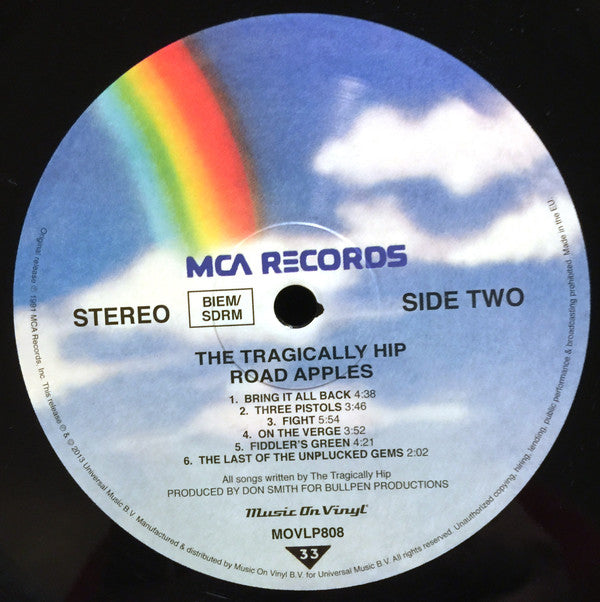 MCA RECORDS
STEREO
BIEM/
SDRM
SIDE TWO
THE TRAGICALLY HIP
ROAD APPLES
1. BRING IT ALL BACK 4:38
2. THREE PISTOLS 3:46
3. FIGHT 5:54
4. ON THE VERGE 3:52
5. FIDDLER'S GREEN 4:21
6. THE LAST OF THE UNPLUCKED GEMS 2:02
All songs written by The Tragically Hip
PRODUCED BY DON SMITH FOR BULLPEN PRODUCTIONS
Music On Vinyl
MOVLP808
33
Original release ℗ 1991 MCA Records, Inc. This release ℗ & © 2013 Universal Music B.V. Manufactured & distributed by Music On Vinyl B.V. for Universal Music B.V. All rights reserved. Unauthorized copying, hiring, lending, public performance & broadcasting prohibited. Made in the EU.